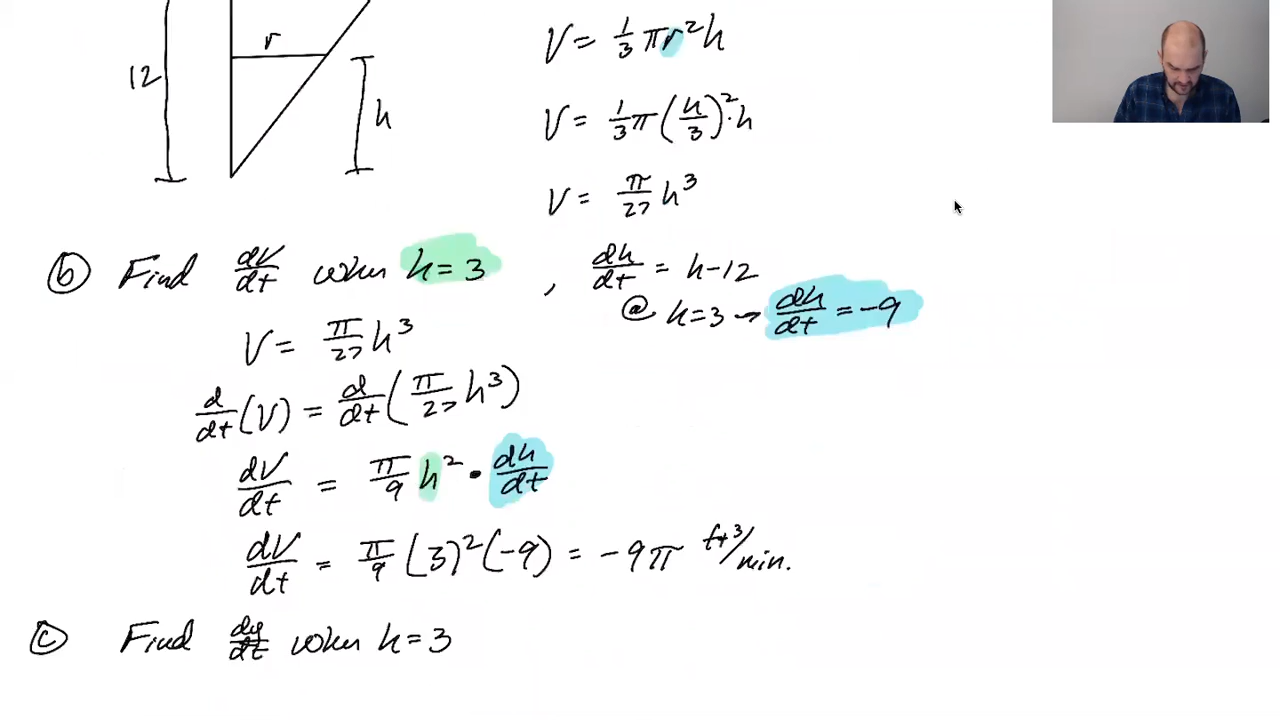 r
12
h
V = 1/3 πr²h
V = 1/3 π(h/3)²·h
V = π/27 h³
ⓑ Find dV/dt when h=3 , dh/dt = h-12
@ h=3 → dh/dt = -9
V = π/27 h³
d/dt(V) = d/dt(π/27 h³)
dV/dt = π/9 h² · dh/dt
dV/dt = π/9 (3)²(-9) = -9π ft³/min.
ⓒ Find dy/dt when h=3